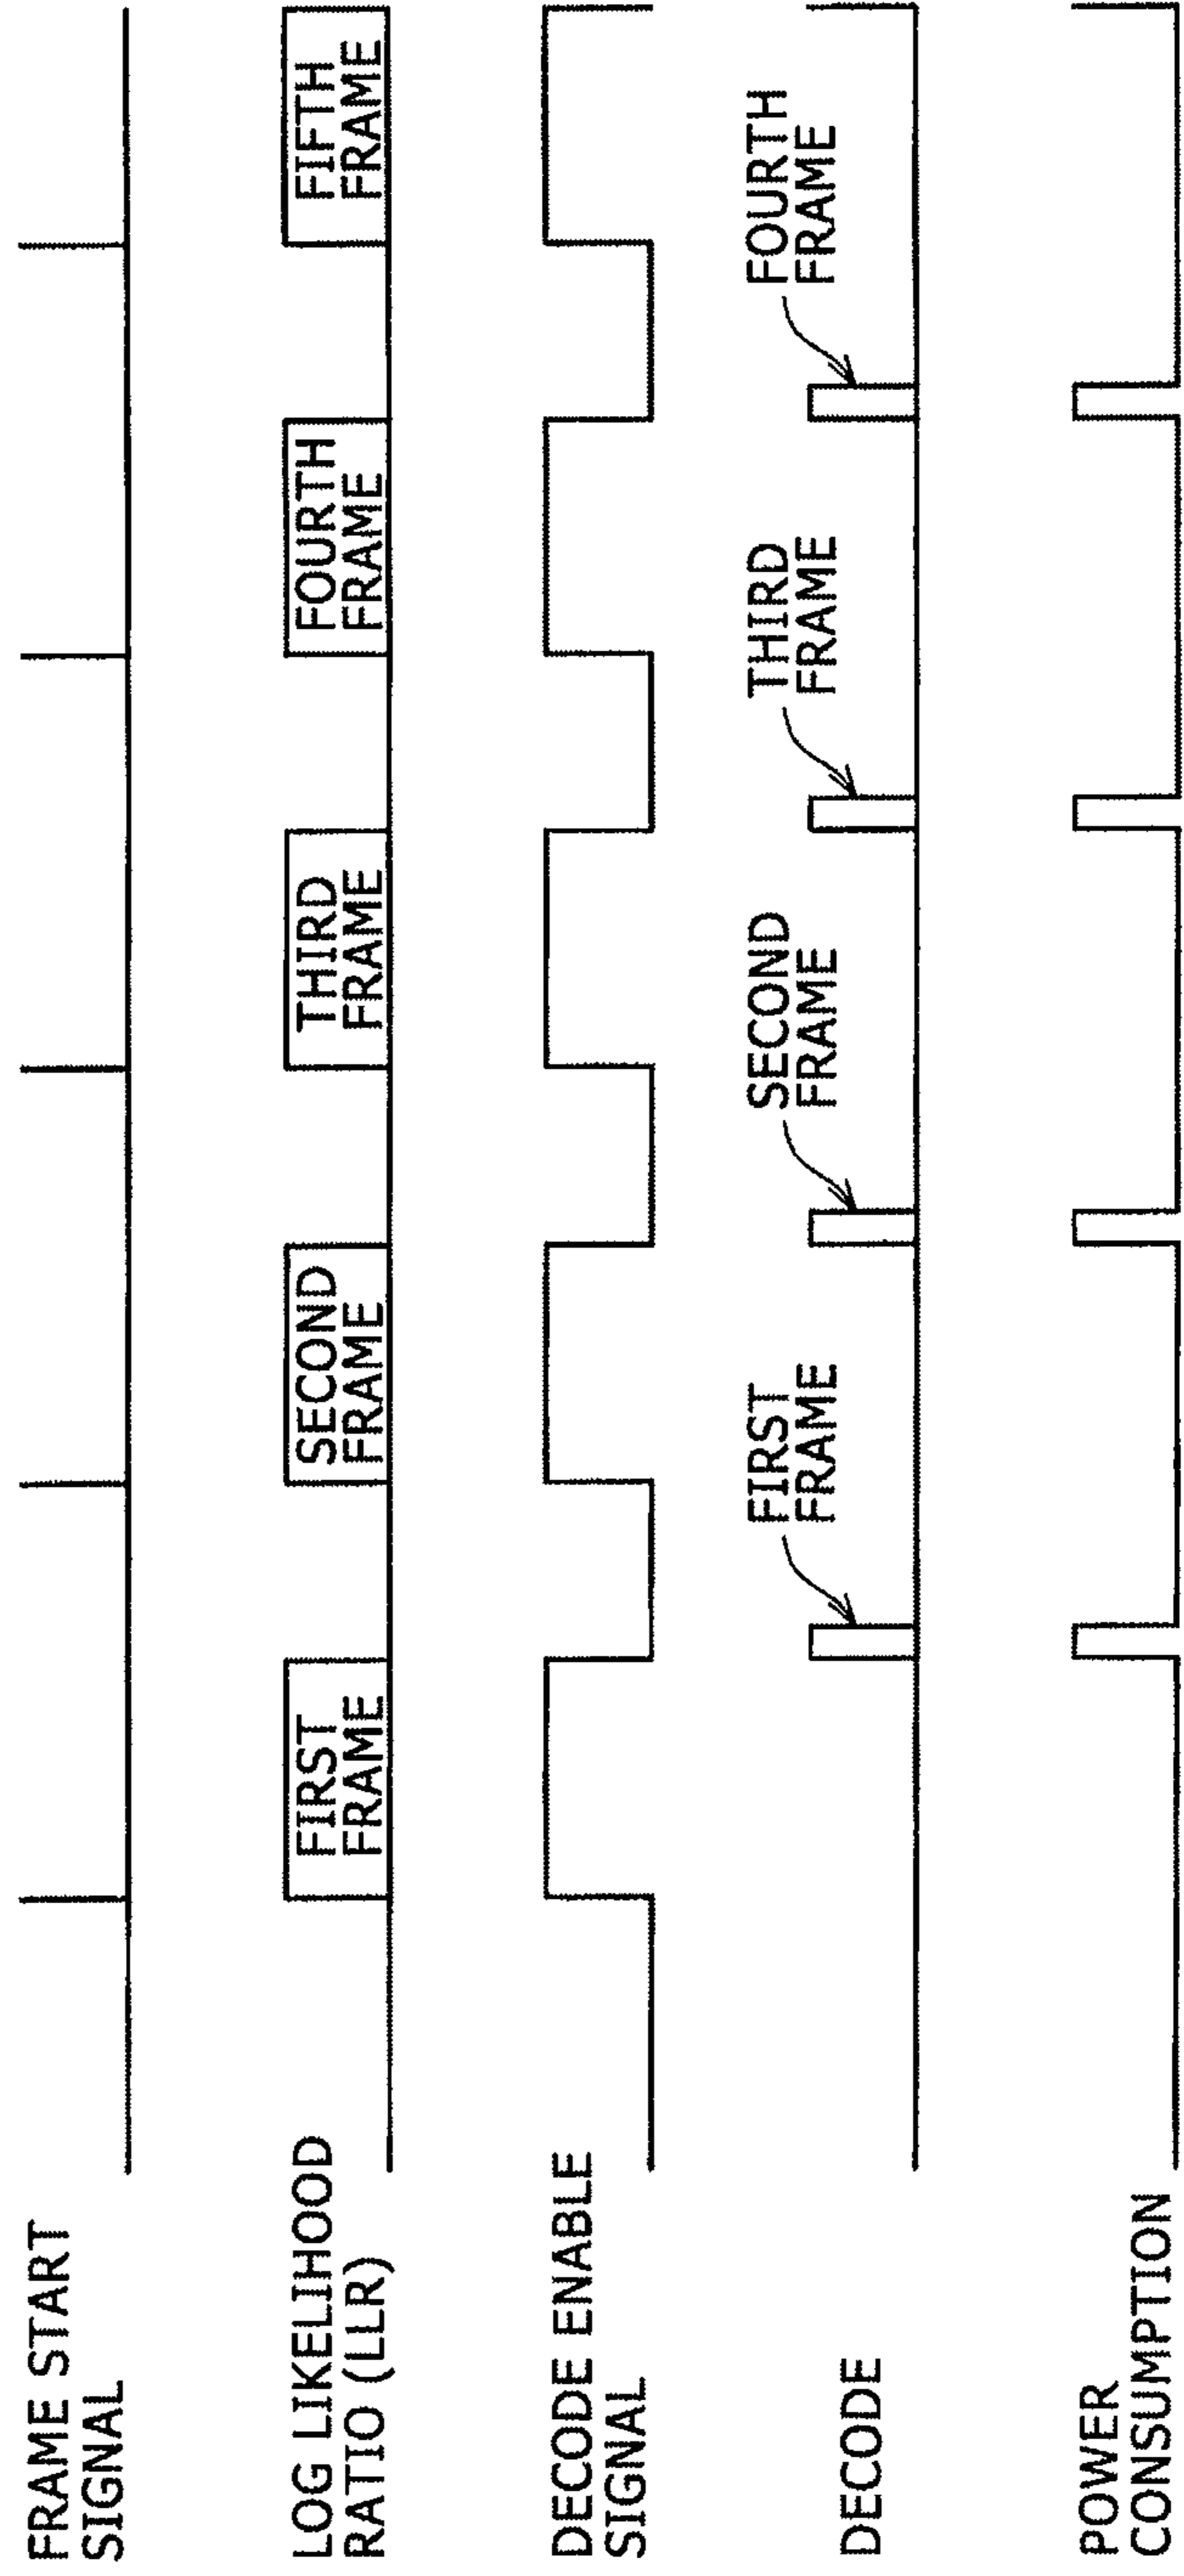 FRAME START
SIGNAL
LOG LIKELIHOOD
RATIO (LLR)
FIRST
FRAME
SECOND
FRAME
THIRD
FRAME
FOURTH
FRAME
FIFTH
FRAME
DECODE ENABLE
SIGNAL
DECODE
FIRST
FRAME
SECOND
FRAME
THIRD
FRAME
FOURTH
FRAME
POWER
CONSUMPTION